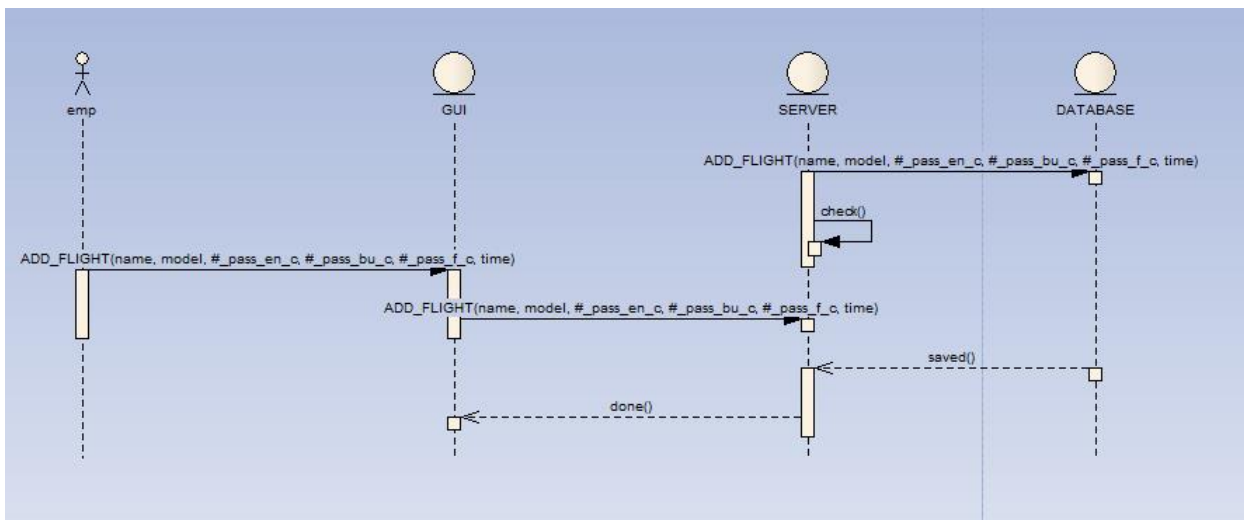 emp
GUI
SERVER
DATABASE
ADD_FLIGHT(name, model, #_pass_en_c, #_pass_bu_c, #_pass_f_c, time)
check()
ADD_FLIGHT(name, model, #_pass_en_c, #_pass_bu_c, #_pass_f_c, time)
ADD_FLIGHT(name, model, #_pass_en_c, #_pass_bu_c, #_pass_f_c, time)
saved()
done()